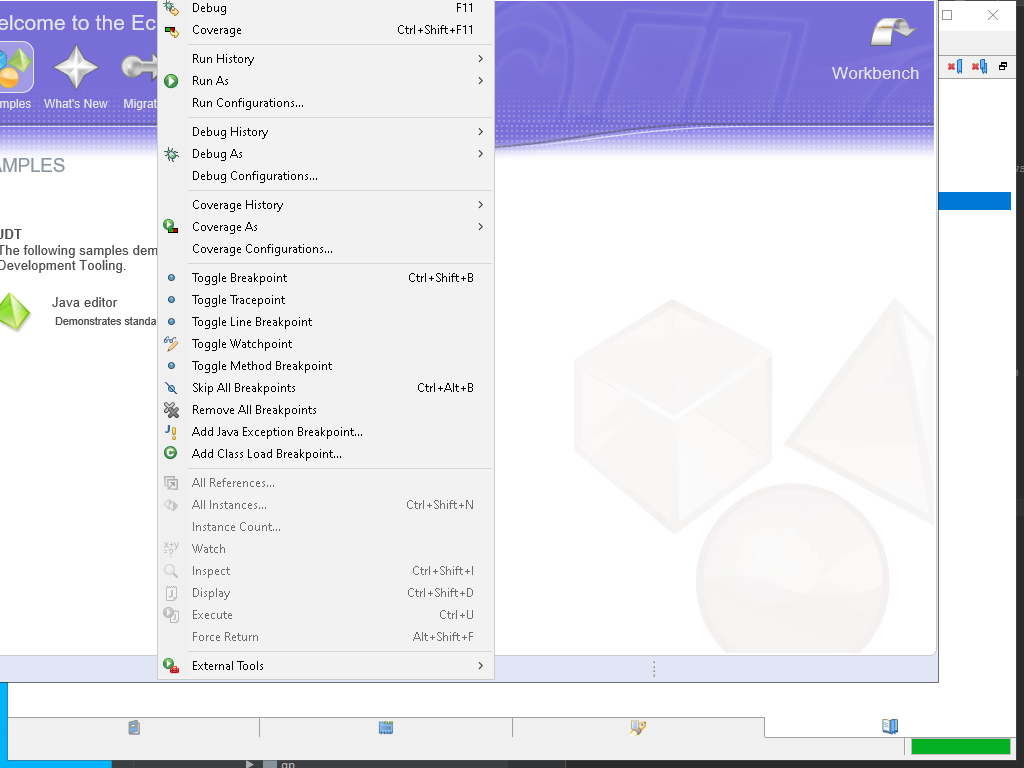 Debug F11
elcome to the Ec
Coverage Ctrl+Shift+F11
Run History
Run As
Workbench
mples What's New Migrat
Run Configurations...
Debug History
Debug As
AMPLES
Debug Configurations...
Coverage History
Coverage As
JDT
The following samples dem
Coverage Configurations...
Development Tooling.
Toggle Breakpoint Ctrl+Shift+B
Toggle Tracepoint
Java editor
Toggle Line Breakpoint
Demonstrates standa
Toggle Watchpoint
Toggle Method Breakpoint
Skip All Breakpoints Ctrl+Alt+B
Remove All Breakpoints
Add Java Exception Breakpoint...
Add Class Load Breakpoint...
All References...
All Instances... Ctrl+Shift+N
Instance Count...
Watch
Inspect Ctrl+Shift+I
Display Ctrl+Shift+D
Execute Ctrl+U
Force Return Alt+Shift+F
External Tools